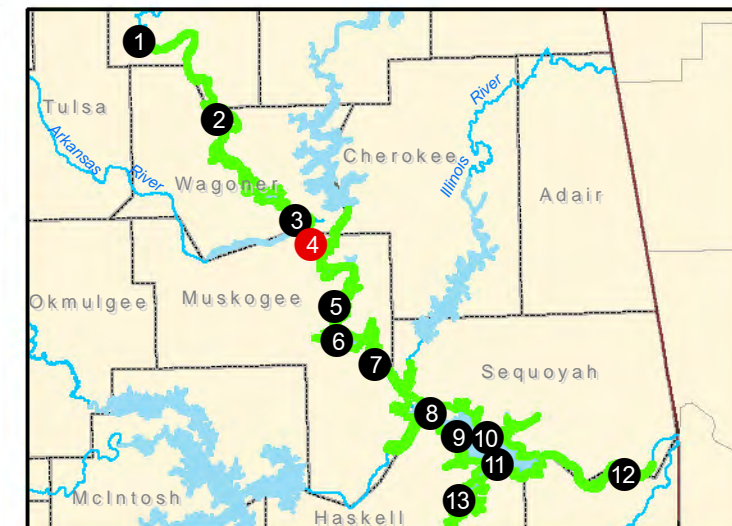 1
2
Tulsa
Arkansas
River
Wagoner
Cherokee
Illinois
River
Adair
3
4
Okmulgee
Muskogee
5
6
7
Sequoyah
8
9
10
11
12
13
McIntosh
Haskell